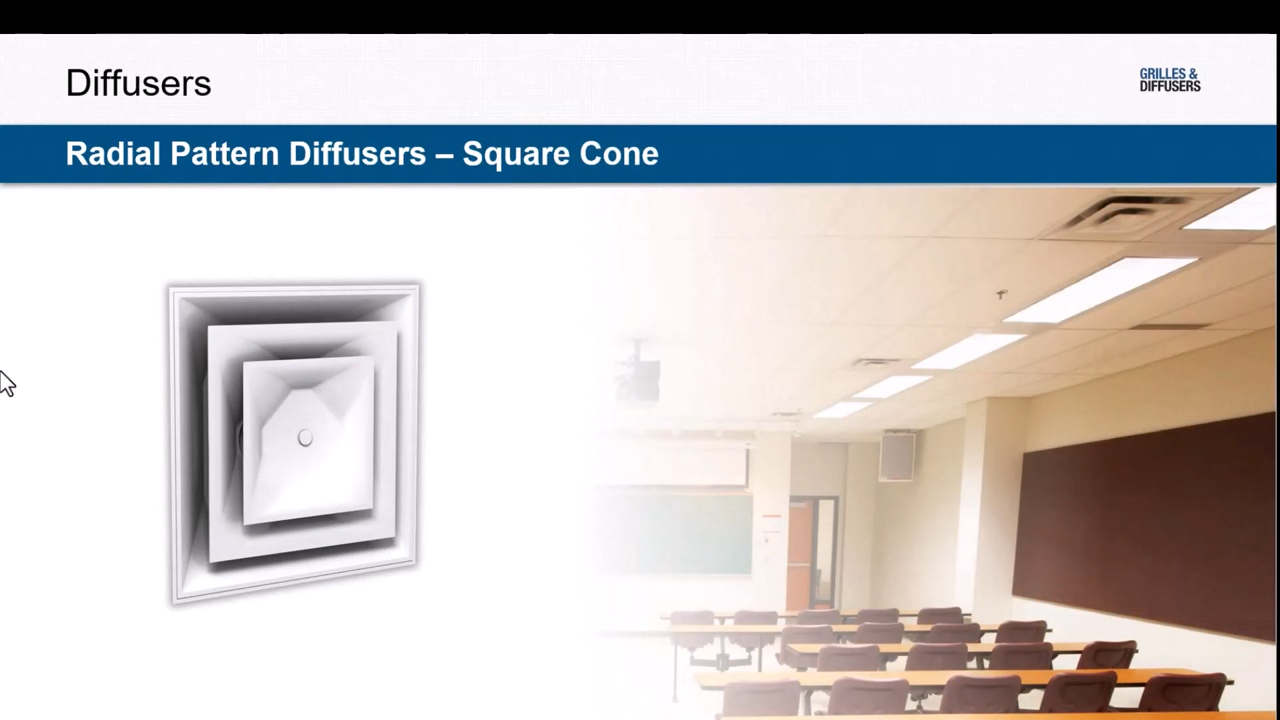 Diffusers
GRILLES &
DIFFUSERS
Radial Pattern Diffusers – Square Cone